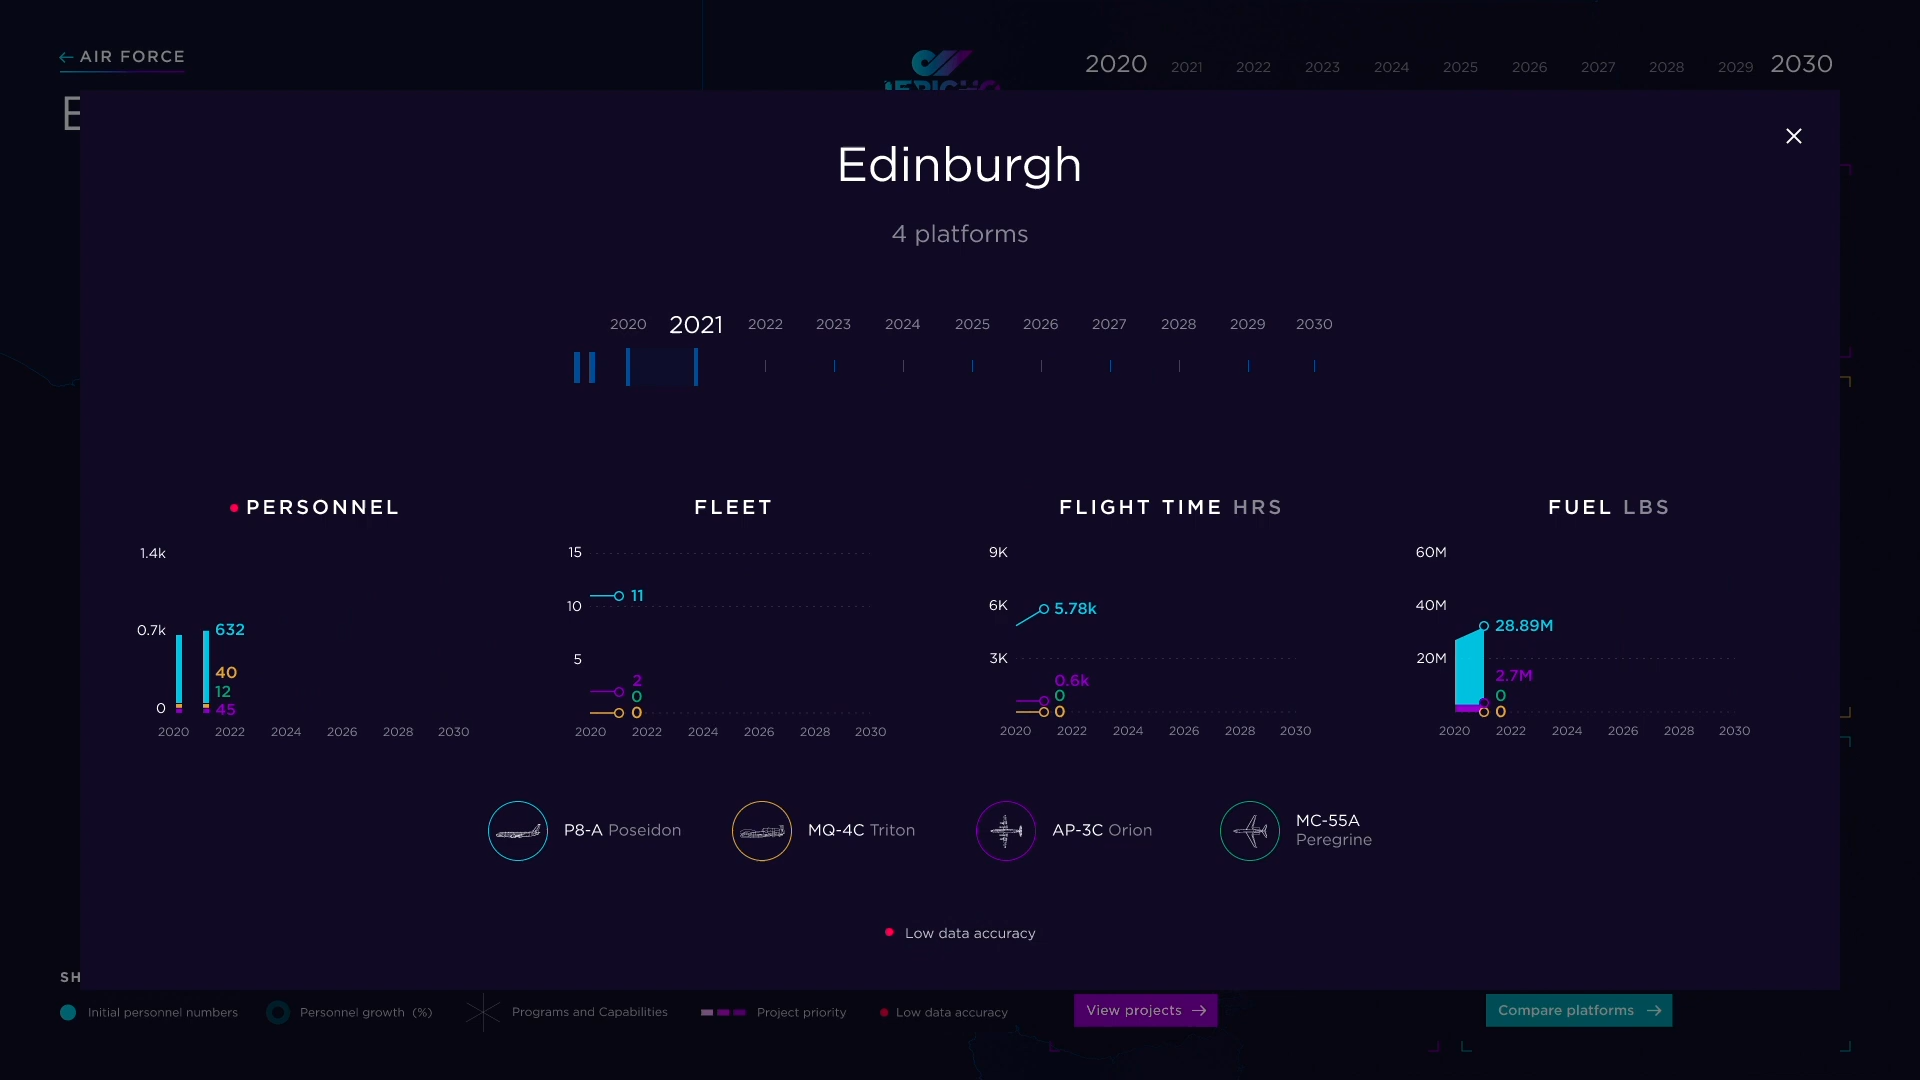 ← AIR FORCE
2020 2021 2022 2023 2024 2025 2026 2027 2028 2029 2030
Edinburgh
4 platforms
2020 2021 2022 2023 2024 2025 2026 2027 2028 2029 2030
PERSONNEL
1.4k
0.7k
0
632
40
12
45
2020 2022 2024 2026 2028 2030
FLEET
15
10
5
11
2
0
0
2020 2022 2024 2026 2028 2030
FLIGHT TIME HRS
9K
6K
3K
5.78k
0.6k
0
0
2020 2022 2024 2026 2028 2030
FUEL LBS
60M
40M
20M
28.89M
2.7M
0
0
2020 2022 2024 2026 2028 2030
P8-A Poseidon
MQ-4C Triton
AP-3C Orion
MC-55A
Peregrine
Low data accuracy
SH
Initial personnel numbers
Personnel growth (%)
Programs and Capabilities
Project priority
Low data accuracy
View projects →
Compare platforms →